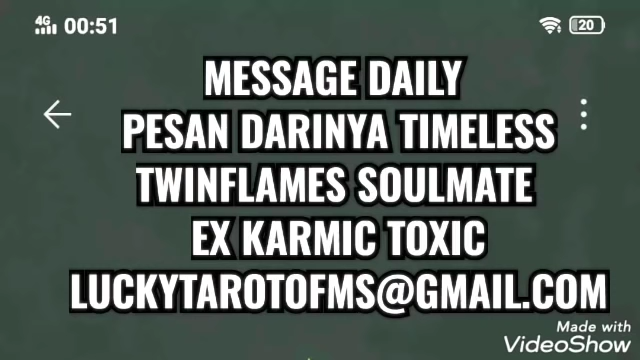 4G 00:51 20
MESSAGE DAILY
PESAN DARINYA TIMELESS
TWINFLAMES SOULMATE
EX KARMIC TOXIC
LUCKYTAROTOFMS@GMAIL.COM
Made with
VideoShow